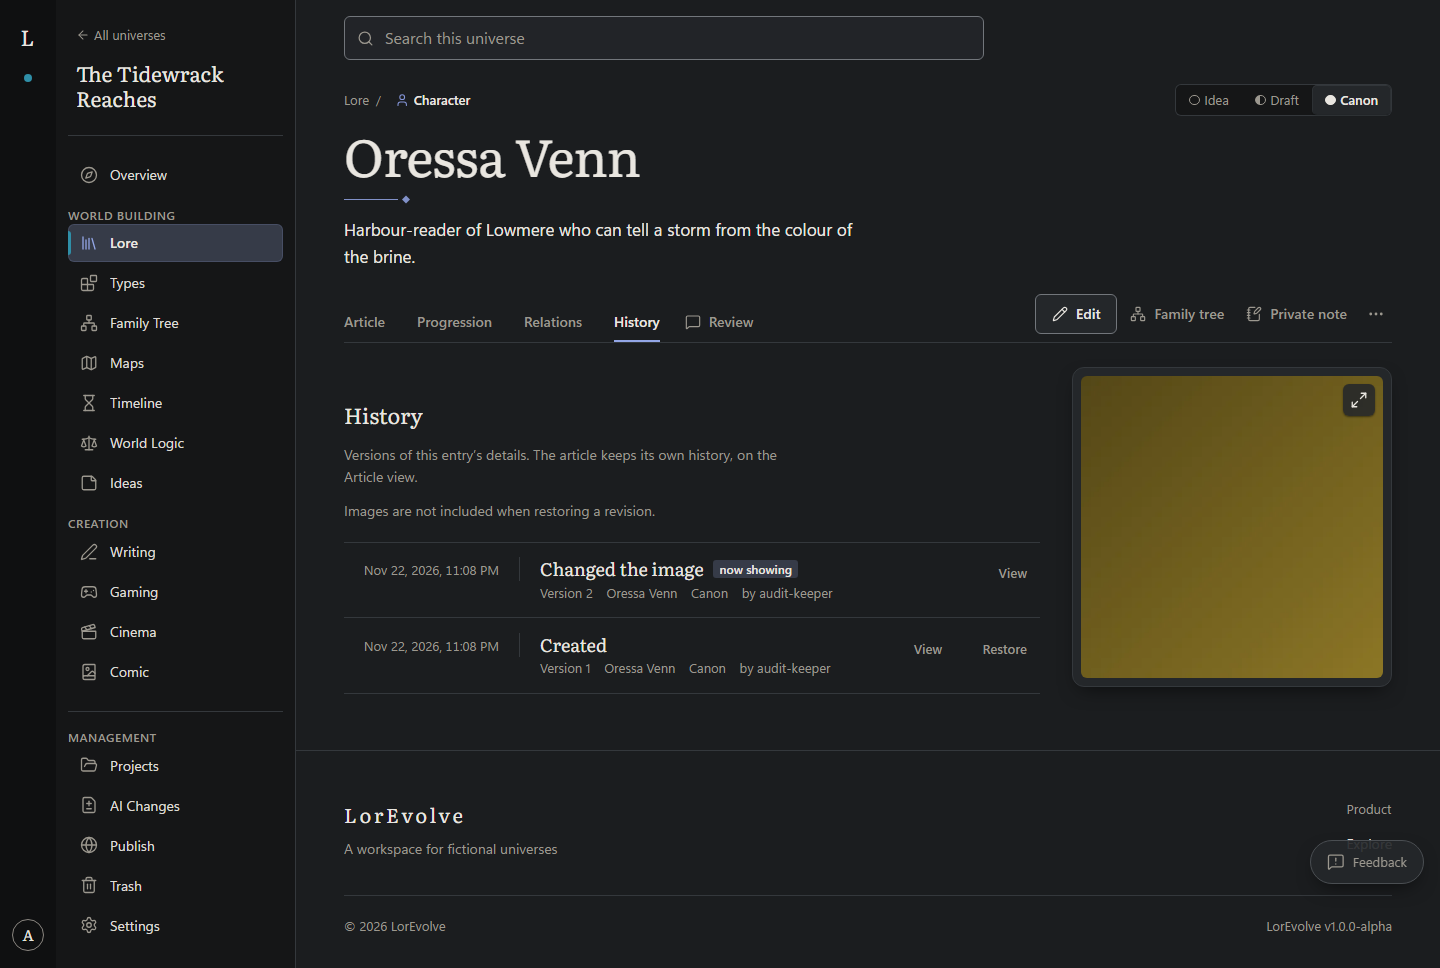 L
All universes
The Tidewrack
Reaches
Overview
WORLD BUILDING
Lore
Types
Family Tree
Maps
Timeline
World Logic
Ideas
CREATION
Writing
Gaming
Cinema
Comic
MANAGEMENT
Projects
AI Changes
Publish
Trash
Settings
A
Search this universe
Lore / Character
Idea Draft Canon
Oressa Venn
Harbour-reader of Lowmere who can tell a storm from the colour of
the brine.
Article Progression Relations History Review
Edit Family tree Private note
History
Versions of this entry's details. The article keeps its own history, on the
Article view.
Images are not included when restoring a revision.
Nov 22, 2026, 11:08 PM Changed the image now showing View
Version 2 Oressa Venn Canon by audit-keeper
Nov 22, 2026, 11:08 PM Created View Restore
Version 1 Oressa Venn Canon by audit-keeper
LorEvolve
A workspace for fictional universes
Product
Explore
Feedback
© 2026 LorEvolve
LorEvolve v1.0.0-alpha